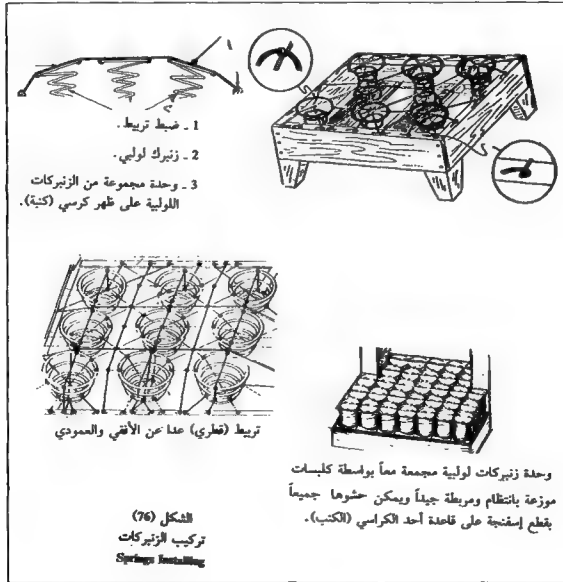 1 ـ ضبط تربيط.
2 ـ زنبرك لولبي.
3 ـ وحدة مجموعة من الزنبركات
اللولبية على ظهر كرسي (كنبة).
تربيط (قطري) عدا عن الأفقي والعمودي
وحدة زنبركات لولبية مجمعة معاً بواسطة كلبسات
موزعة بانتظام ومربطة جيداً ويمكن حشوها جميعاً
بقطع إسفنجة على قاعدة أحد الكراسي (الكنب).
الشكل (76)
تركيب الزنبركات
Springs Installing